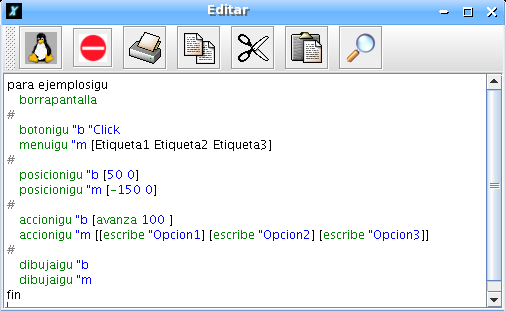 Editar
para ejemplosigu
borrapantalla
#
botonigu "b "Click
menuigu "m [Etiqueta1 Etiqueta2 Etiqueta3]
#
posicionigu "b [50 0]
posicionigu "m [-150 0]
#
accionigu "b [avanza 100 ]
accionigu "m [[escribe "Opcion1] [escribe "Opcion2] [escribe "Opcion3]]
#
dibujaigu "b
dibujaigu "m
fin